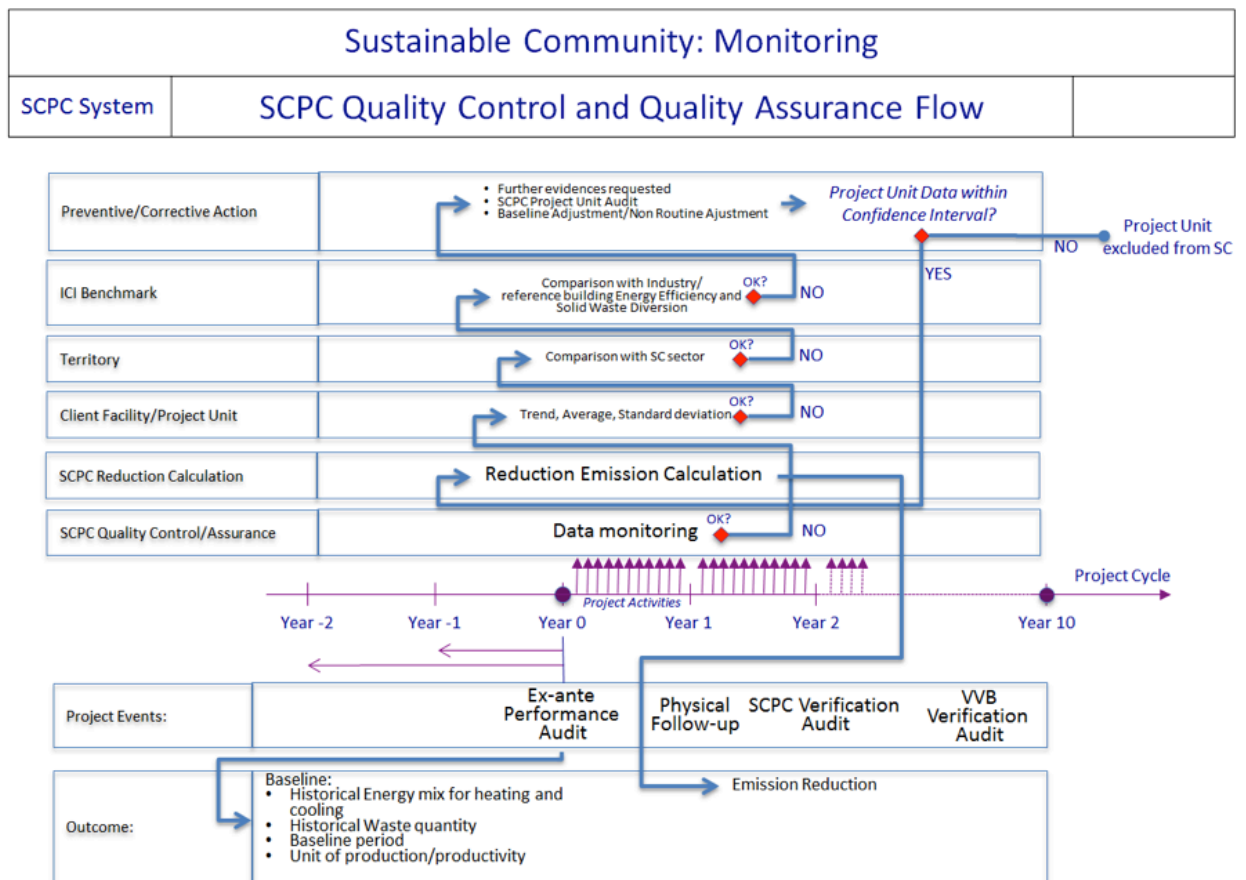 Sustainable Community: Monitoring
SCPC System
SCPC Quality Control and Quality Assurance Flow
Preventive/Corrective Action
• Further evidences requested
• SCPC Project Unit Audit
• Baseline Adjustment/Non Routine Ajustment
Project Unit Data within
Confidence Interval?
NO
Project Unit
excluded from SC
YES
ICI Benchmark
Comparison with Industry/
reference building Energy Efficiency and
Solid Waste Diversion
OK?
NO
Territory
Comparison with SC sector
OK?
NO
Client Facility/Project Unit
Trend, Average, Standard deviation
OK?
NO
SCPC Reduction Calculation
Reduction Emission Calculation
SCPC Quality Control/Assurance
Data monitoring
OK?
NO
Project Cycle
Project Activities
Year -2
Year -1
Year 0
Year 1
Year 2
Year 10
Project Events:
Ex-ante
Performance
Audit
Physical
Follow-up
SCPC Verification
Audit
VVB
Verification
Audit
Outcome:
Baseline:
• Historical Energy mix for heating and
cooling
• Historical Waste quantity
• Baseline period
• Unit of production/productivity
Emission Reduction